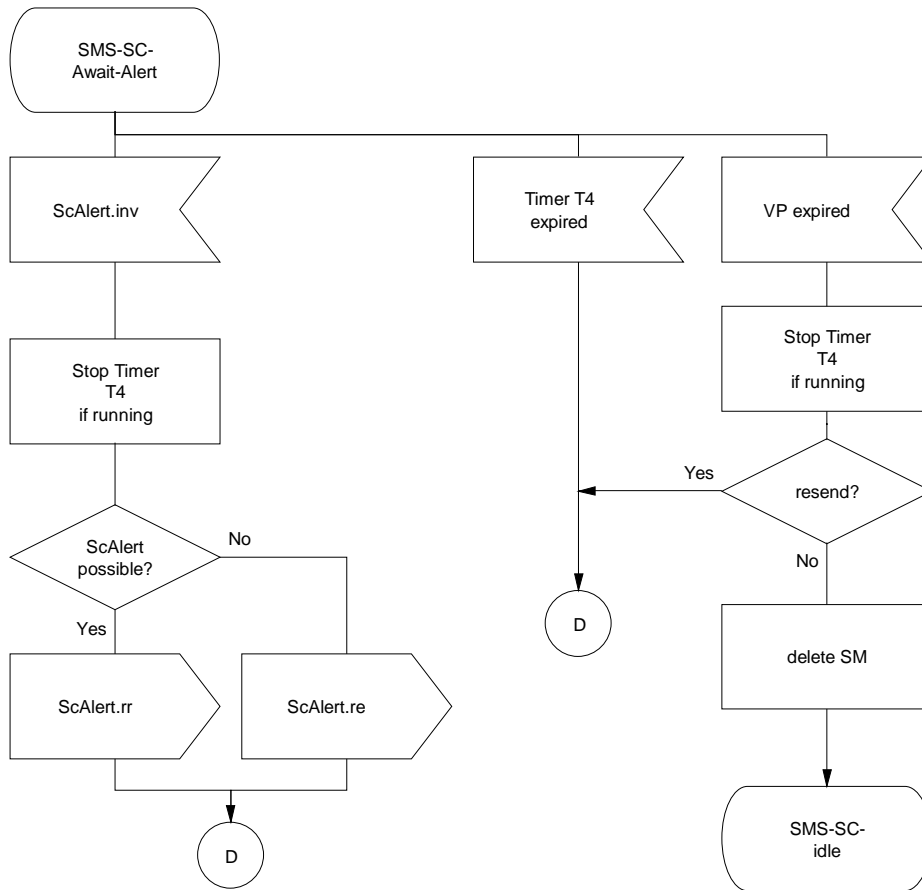 SMS-SC-
Await-Alert
ScAlert.inv
Timer T4
expired
VP expired
Stop Timer
T4
if running
Stop Timer
T4
if running
Yes
resend?
ScAlert
possible?
No
No
Yes
D
delete SM
ScAlert.rr
ScAlert.re
D
SMS-SC-
idle